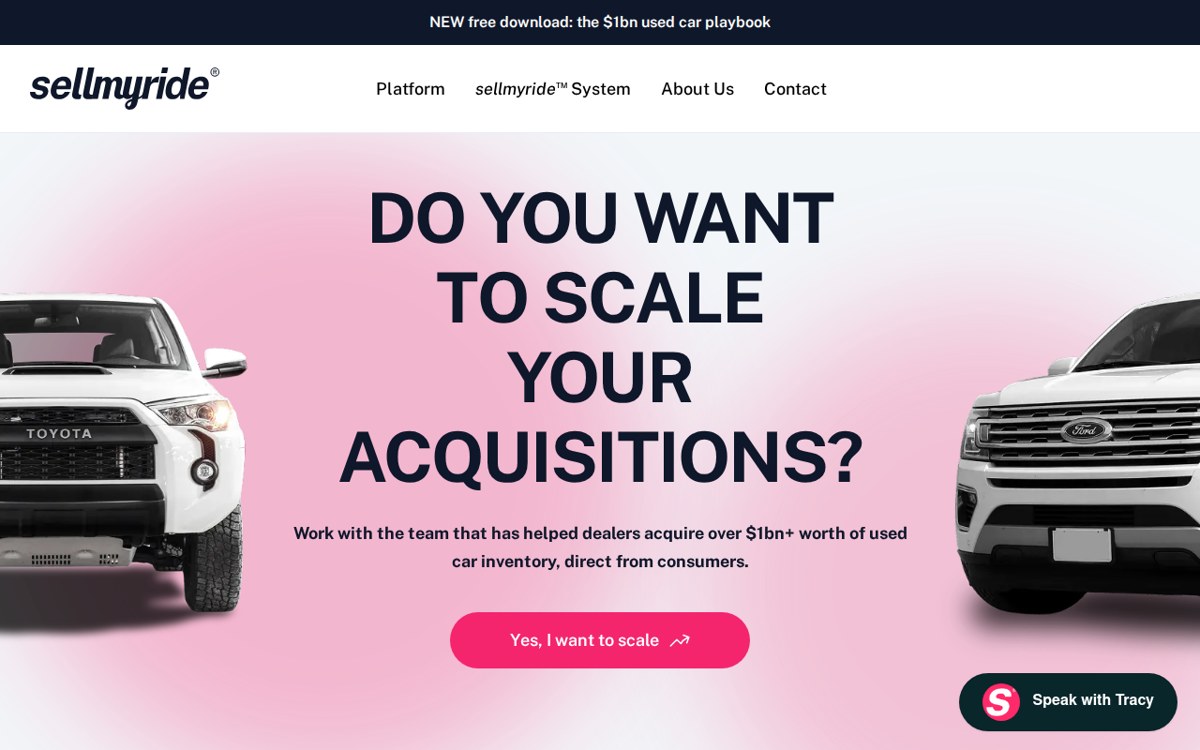 NEW free download: the $1bn used car playbook
sellmyride®
Platform
sellmyride™ System
About Us
Contact
DO YOU WANT
TO SCALE
YOUR
ACQUISITIONS?
TOYOTA
Ford
Work with the team that has helped dealers acquire over $1bn+ worth of used
car inventory, direct from consumers.
Yes, I want to scale
S
Speak with Tracy